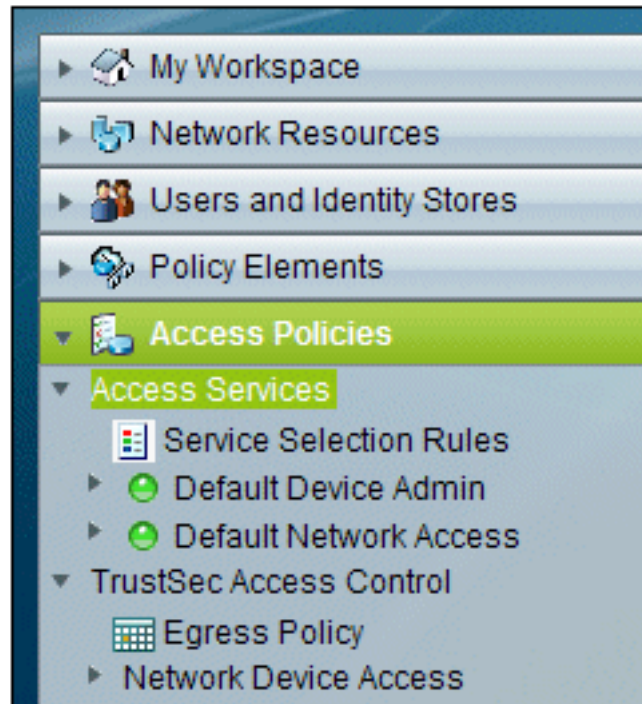 My Workspace
Network Resources
Users and Identity Stores
Policy Elements
Access Policies
Access Services
Service Selection Rules
Default Device Admin
Default Network Access
TrustSec Access Control
Egress Policy
Network Device Access